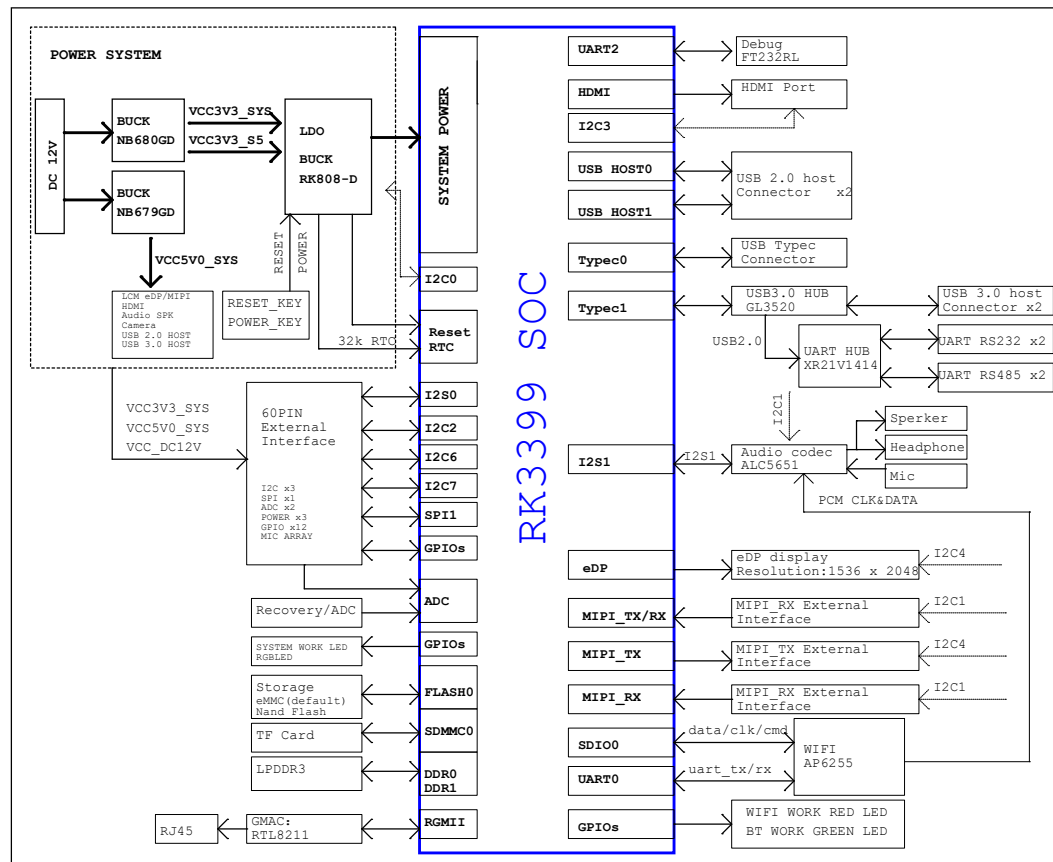 POWER SYSTEM
DC 12V
BUCK
NB680GD
VCC3V3_SYS
VCC3V3_S5
LDO
BUCK
RK808-D
BUCK
NB679GD
VCC5V0_SYS
LCM eDP/MIPI
HDMI
Audio SPK
Camera
USB 2.0 HOST
USB 3.0 HOST
RESET
POWER
RESET_KEY
POWER_KEY
32k RTC
SYSTEM POWER
I2C0
Reset
RTC
VCC3V3_SYS
VCC5V0_SYS
VCC_DC12V
60PIN
External
Interface
I2C x3
SPI x1
ADC x2
POWER x3
GPIO x12
MIC ARRAY
I2S0
I2C2
I2C6
I2C7
SPI1
GPIOs
ADC
Recovery/ADC
GPIOs
SYSTEM WORK LED
RGBLED
FLASH0
Storage
eMMC(default)
Nand Flash
SDMMC0
TF Card
DDR0
DDR1
LPDDR3
RGMII
GMAC:
RTL8211
RJ45
RK3399 SOC
UART2
Debug
FT232RL
HDMI
HDMI Port
I2C3
USB HOST0
USB HOST1
USB 2.0 host
Connector x2
Typec0
USB Typec
Connector
Typec1
USB3.0 HUB
GL3520
USB 3.0 host
Connector x2
USB2.0
UART HUB
XR21V1414
UART RS232 x2
UART RS485 x2
I2C1
I2S1
I2S1
Audio codec
ALC5651
Sperker
Headphone
Mic
PCM CLK&DATA
eDP
eDP display
Resolution:1536 x 2048
I2C4
MIPI_TX/RX
MIPI_RX External
Interface
I2C1
MIPI_TX
MIPI_TX External
Interface
I2C4
MIPI_RX
MIPI_RX External
Interface
I2C1
SDIO0
data/clk/cmd
WIFI
AP6255
UART0
uart_tx/rx
GPIOs
WIFI WORK RED LED
BT WORK GREEN LED